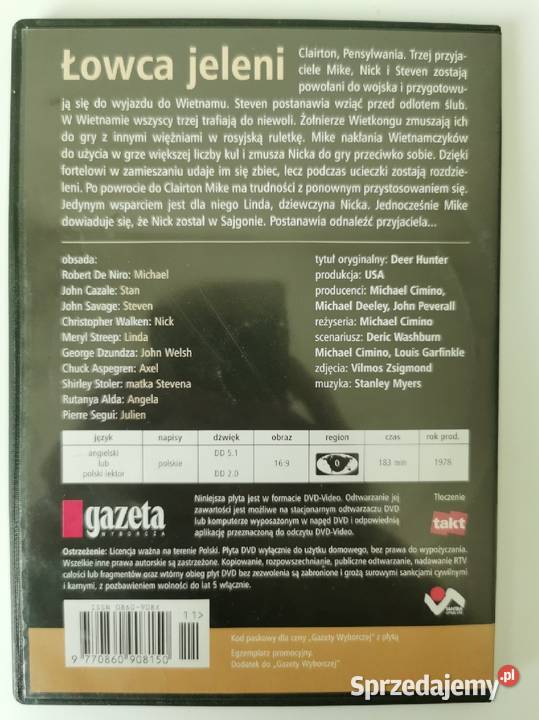 Łowca jeleni
Clairton, Pensylwania. Trzej przyja-
ciele Mike, Nick i Steven zostają
powołani do wojska i przygotowu-
ją się do wyjazdu do Wietnamu. Steven postanawia wziąć przed odlotem ślub.
W Wietnamie wszyscy trzej trafiają do niewoli. Żołnierze Wietkongu zmuszają ich
do gry z innymi więźniami w rosyjską ruletkę. Mike nakłania Wietnamczyków
do użycia w grze większej liczby kul i zmusza Nicka do gry przeciwko sobie. Dzięki
fortelowi w zamieszaniu udaje im się zbiec, lecz podczas ucieczki zostają rozdzie-
leni. Po powrocie do Clairton Mike ma trudności z ponownym przystosowaniem się.
Jedynym wsparciem jest dla niego Linda, dziewczyna Nicka. Jednocześnie Mike
dowiaduje się, że Nick został w Sajgonie. Postanawia odnaleźć przyjaciela...
obsada:
Robert De Niro: Michael
John Cazale: Stan
John Savage: Steven
Christopher Walken: Nick
Meryl Streep: Linda
George Dzundza: John Welsh
Chuck Aspegren: Axel
Shirley Stoler: matka Stevena
Rutanya Alda: Angela
Pierre Segui: Julien
tytuł oryginalny: Deer Hunter
produkcja: USA
producenci: Michael Cimino,
Michael Deeley, John Peverall
reżyseria: Michael Cimino
scenariusz: Deric Washburn
Michael Cimino, Louis Garfinkle
zdjęcia: Vilmos Zsigmond
muzyka: Stanley Myers
język napisy dźwięk obraz region czas rok prod.
angielski
lub
polski lektor
polskie
DD 5.1
DD 2.0
16:9
0
183 min
1978
gazeta
WYBORCZA
Niniejsza płyta jest w formacie DVD-Video. Odtwarzanie jej
zawartości jest możliwe na stacjonarnym odtwarzaczu DVD
lub komputerze wyposażonym w napęd DVD i odpowiednią
aplikację przeznaczoną do odczytu DVD-Video.
Tłoczenie
takt
Ostrzeżenie: Licencja ważna na terenie Polski. Płyta DVD wyłącznie do użytku domowego, bez prawa do wypożyczania.
Wszelkie inne prawa autorskie są zastrzeżone. Kopiowanie, rozpowszechnianie, publiczne odtwarzanie, nadawanie RTV
całości lub fragmentów oraz wtórny obieg płyt DVD bez zezwolenia są zabronione i grożą surowymi sankcjami cywilnymi
i karnymi, z pozbawieniem wolności do lat 5 włącznie.
ISSN 0860-908X
11>
9 770860 908150
Kod paskowy dla ceny „Gazety Wyborczej” z płytą
Egzemplarz promocyjny.
Dodatek do „Gazety Wyborczej”
Sprzedajemy.pl